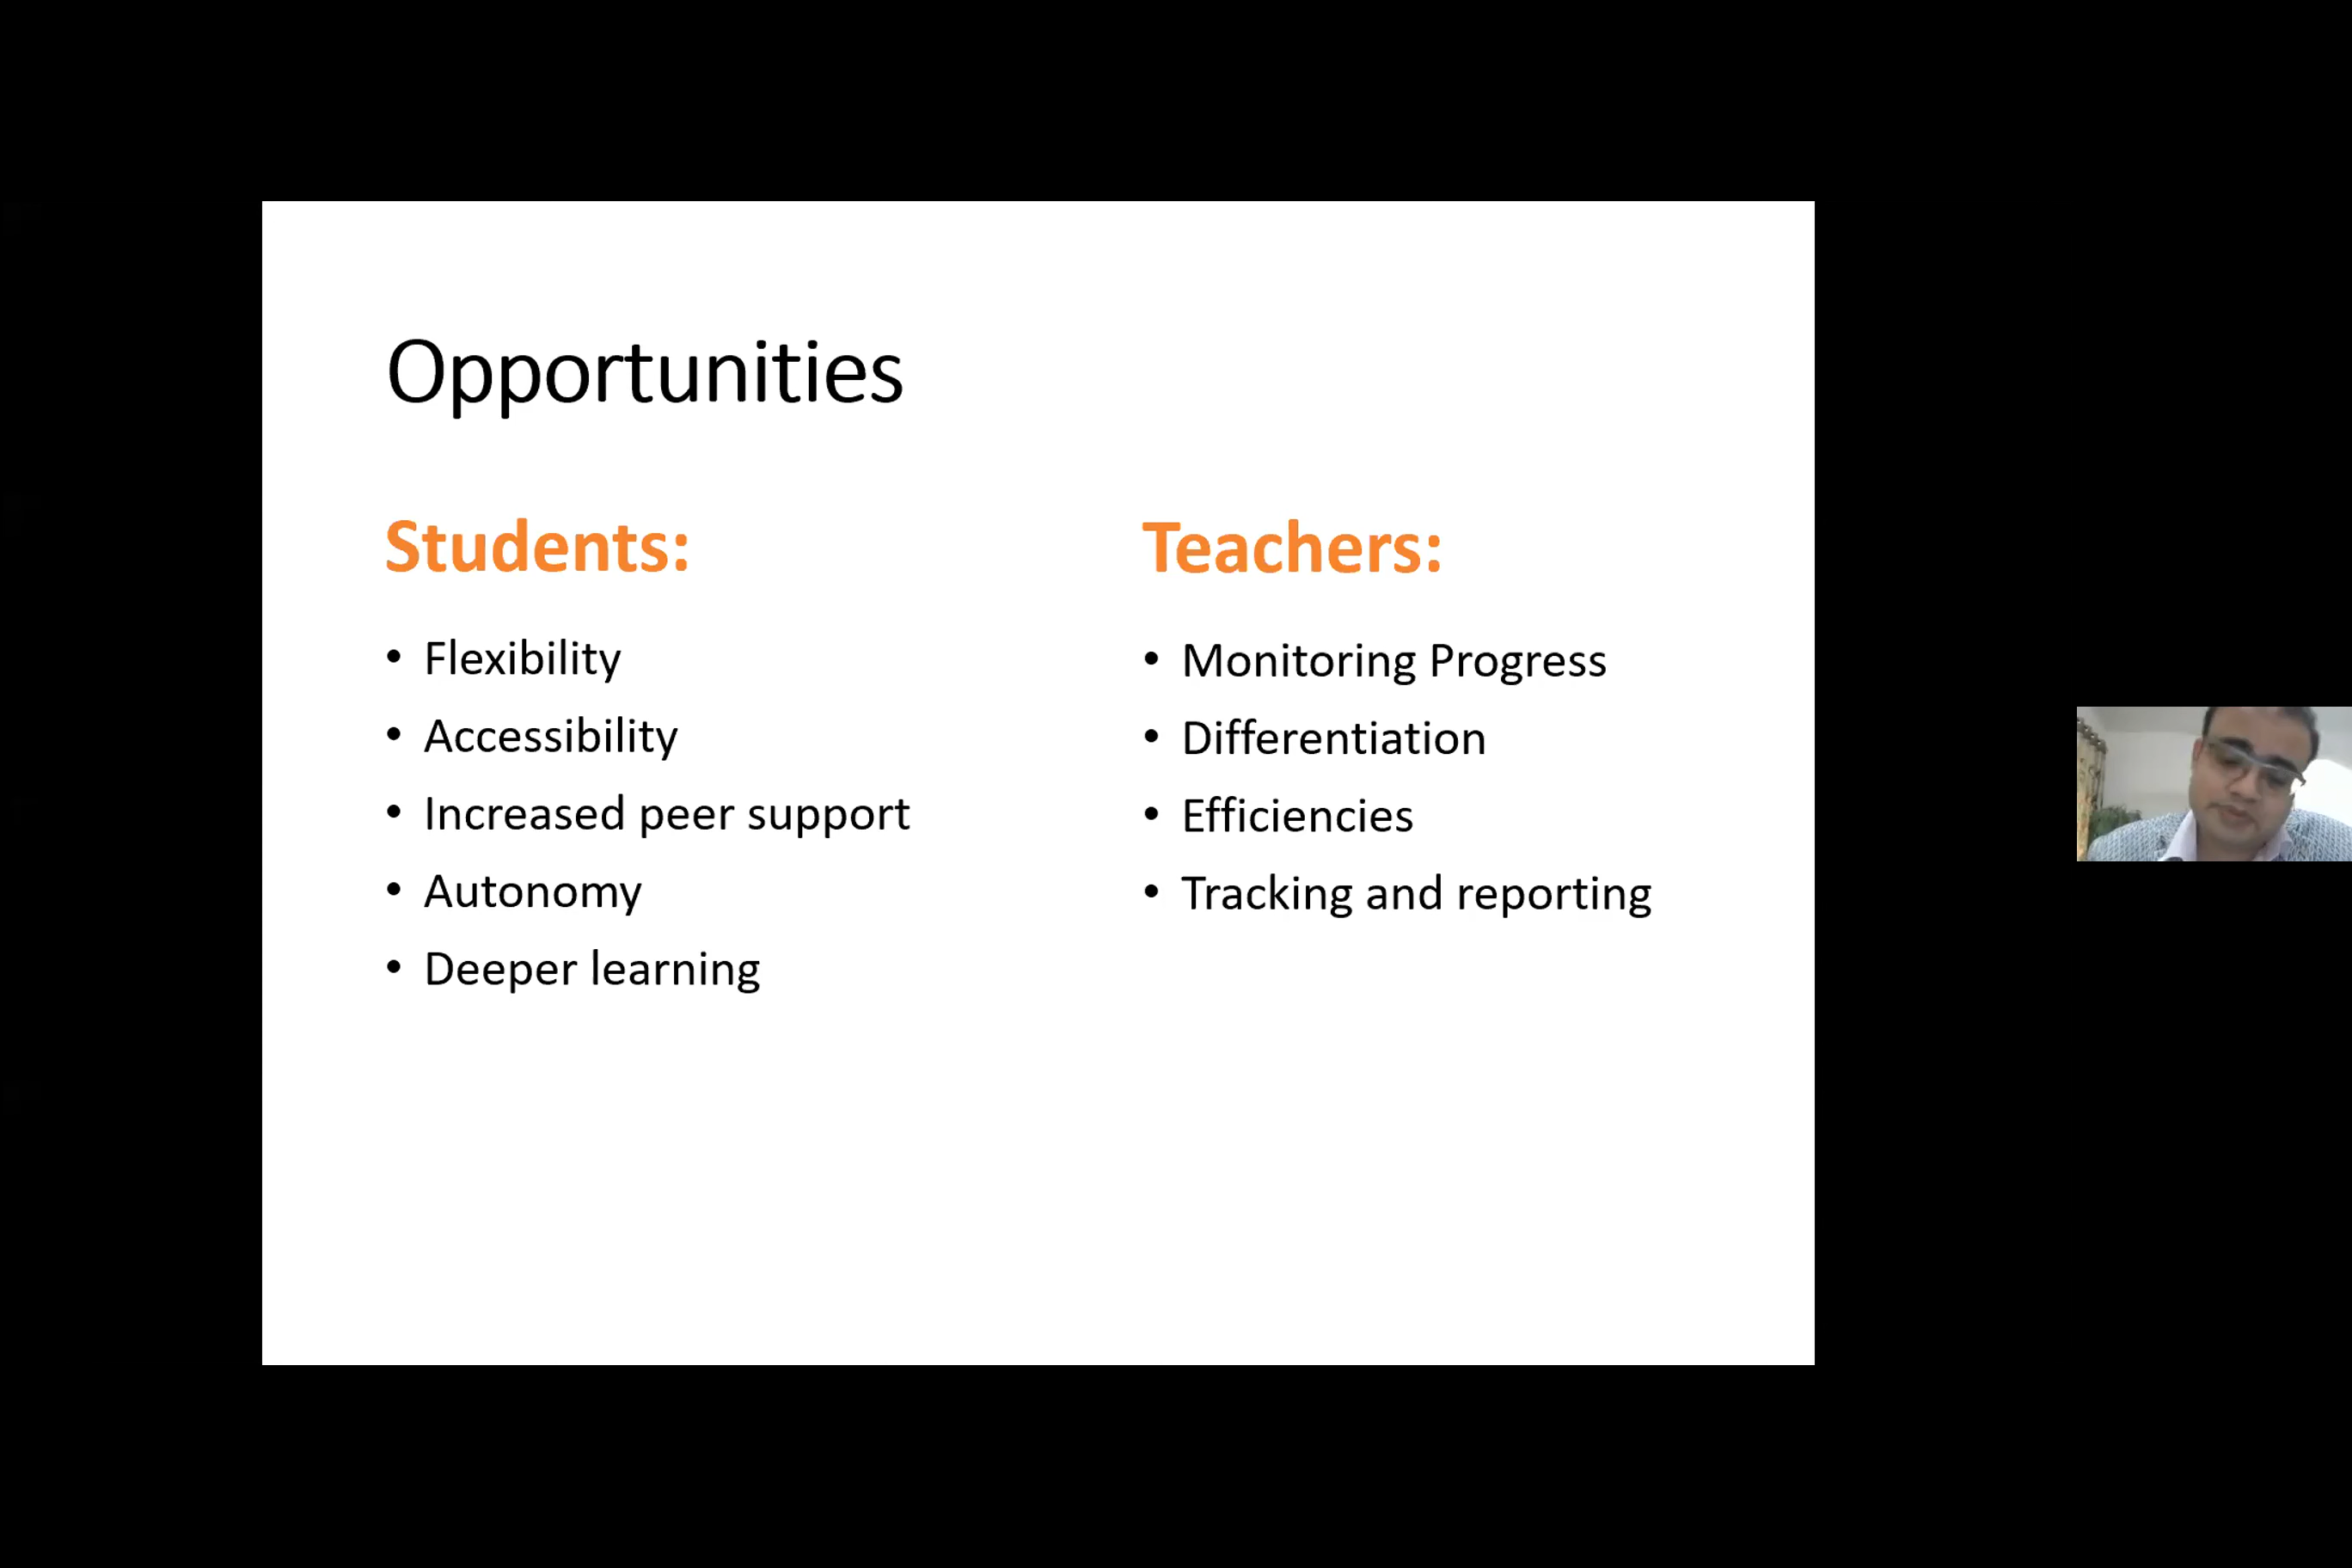 Opportunities
Students:
• Flexibility
• Accessibility
• Increased peer support
• Autonomy
• Deeper learning
Teachers:
• Monitoring Progress
• Differentiation
• Efficiencies
• Tracking and reporting